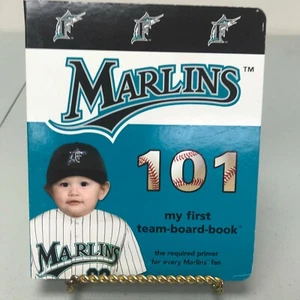 F F F
MARLINS™
101
my first
team-board-book™
the required primer
for every Marlins™ fan
F
MARLINS